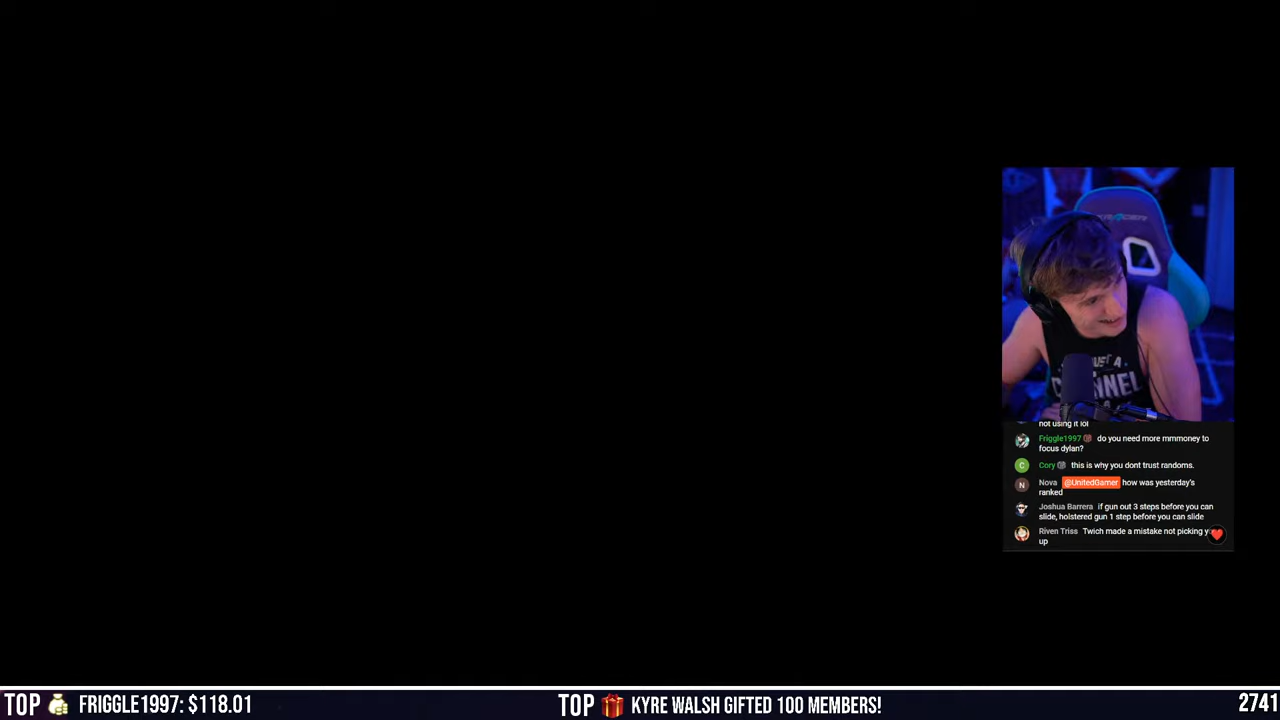 JUST A
not using it lol
Friggle1997 do you need more mmmoney to
focus dylan?
C Cory this is why you dont trust randoms.
N Nova @UnitedGamer how was yesterday's
ranked
Joshua Barrera if gun out 3 steps before you can
slide, holstered gun 1 step before you can slide
Riven Triss Twich made a mistake not picking
up
TOP FRIGGLE1997: $118.01 TOP KYRE WALSH GIFTED 100 MEMBERS! 2741